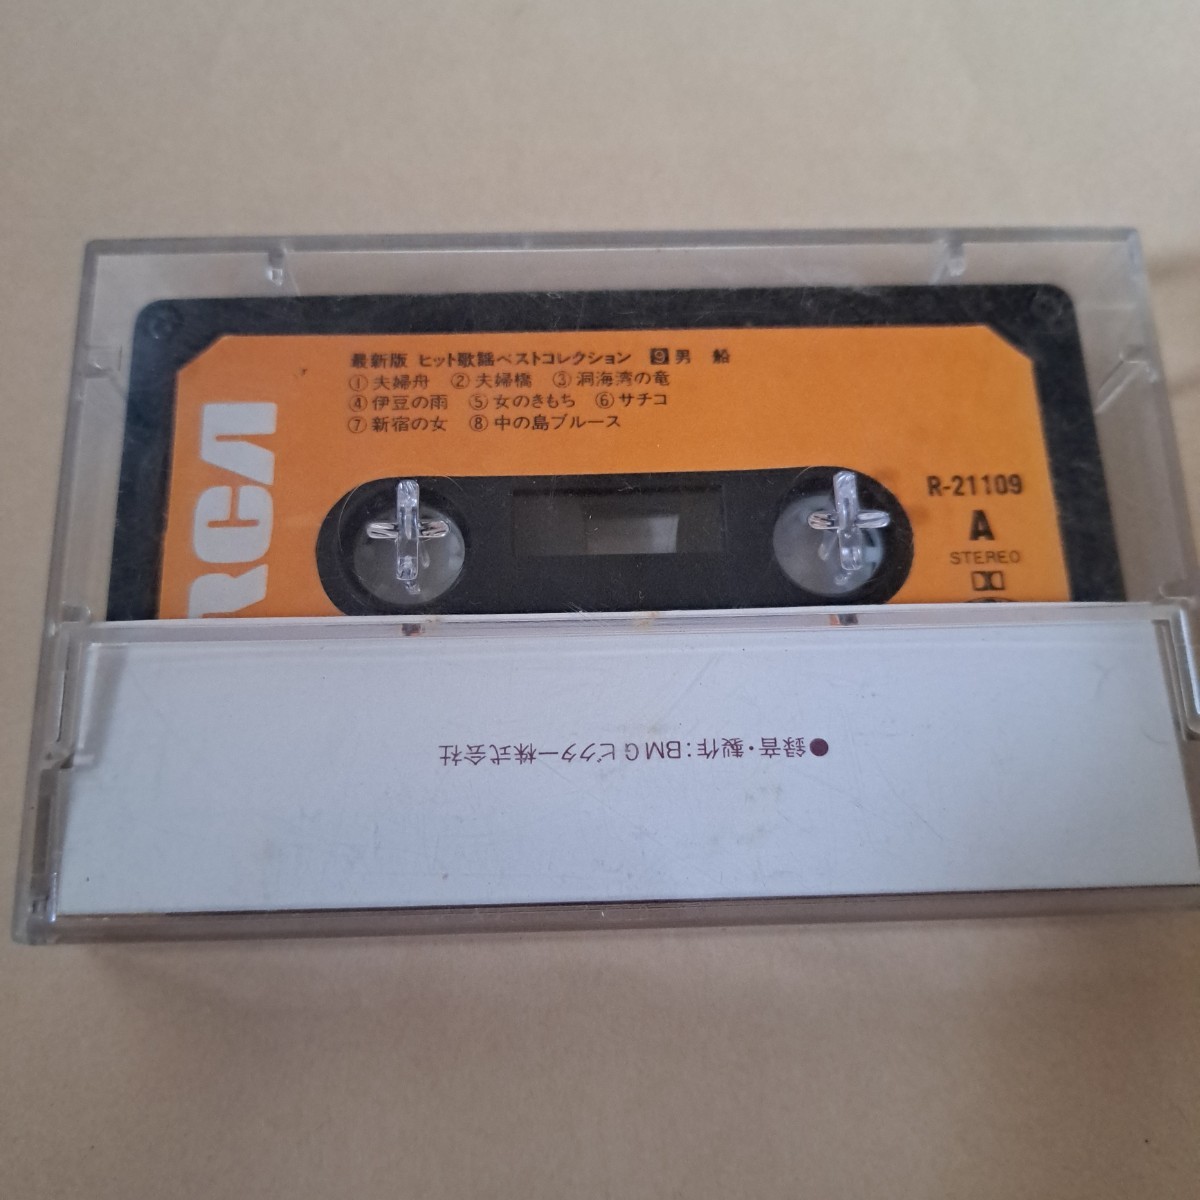 最新版 ヒット歌謡ベストコレクション 9 男 船
① 夫婦舟 ② 夫婦橋 ③ 洞海湾の竜
④ 伊豆の雨 ⑤ 女のきもち ⑥ サチコ
⑦ 新宿の女 ⑧ 中の島ブルース
RCA
R-21109
A
STEREO
●録音・製作:BMGビクター株式会社